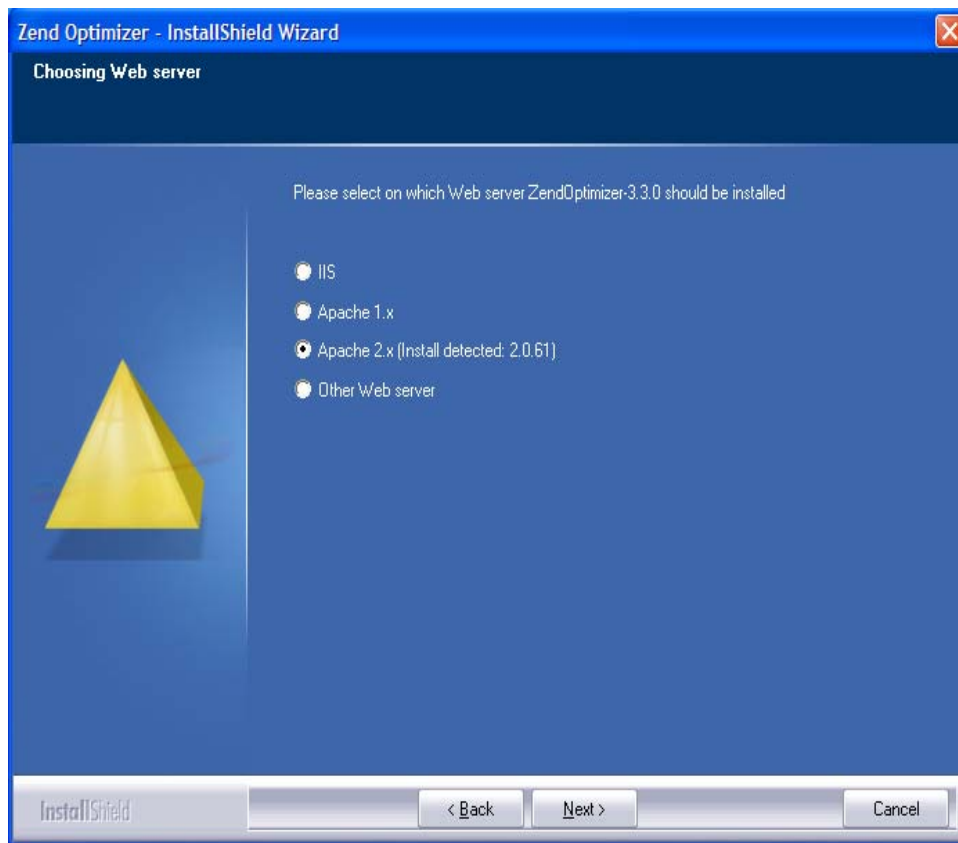 Zend Optimizer - InstallShield Wizard
Choosing Web server
Please select on which Web server ZendOptimizer-3.3.0 should be installed
IIS
Apache 1.x
Apache 2.x (Install detected: 2.0.61)
Other Web server
InstallShield
< Back
Next >
Cancel